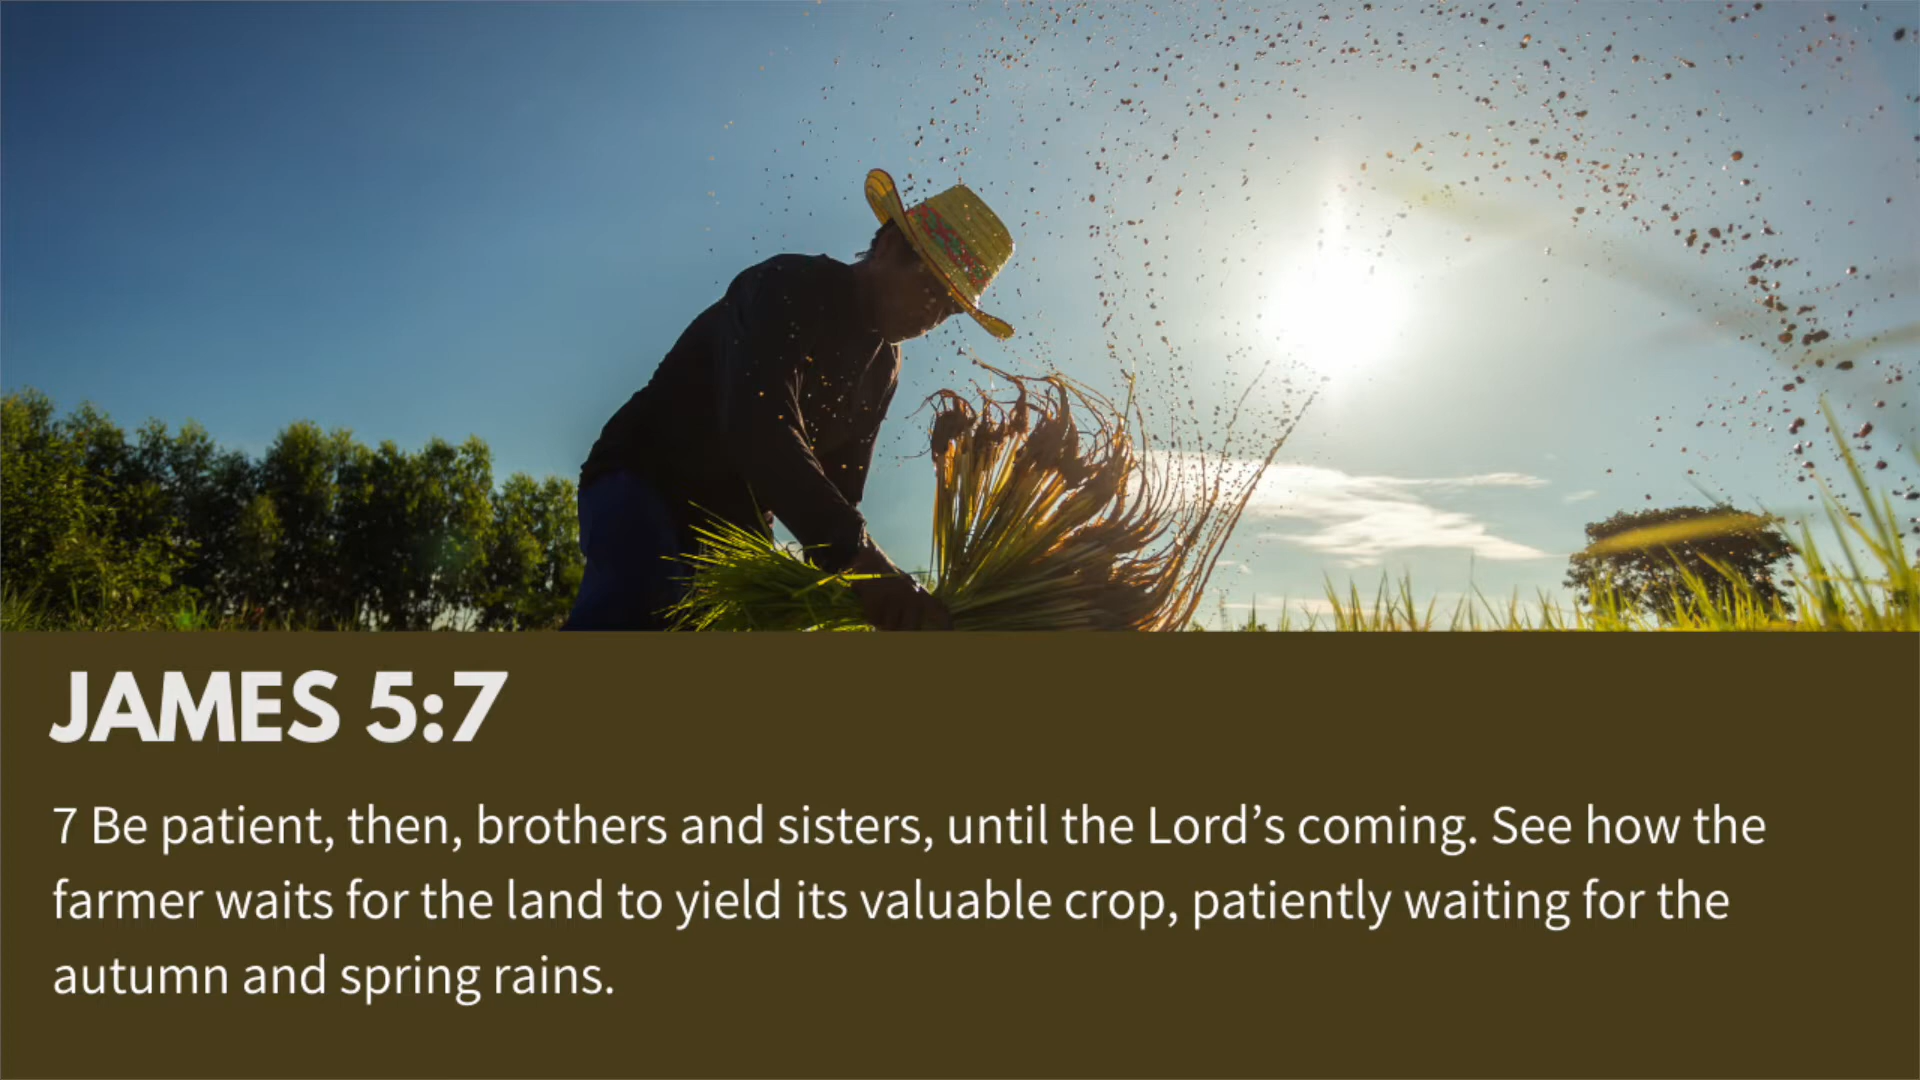 JAMES 5:7
7 Be patient, then, brothers and sisters, until the Lord’s coming. See how the
farmer waits for the land to yield its valuable crop, patiently waiting for the
autumn and spring rains.